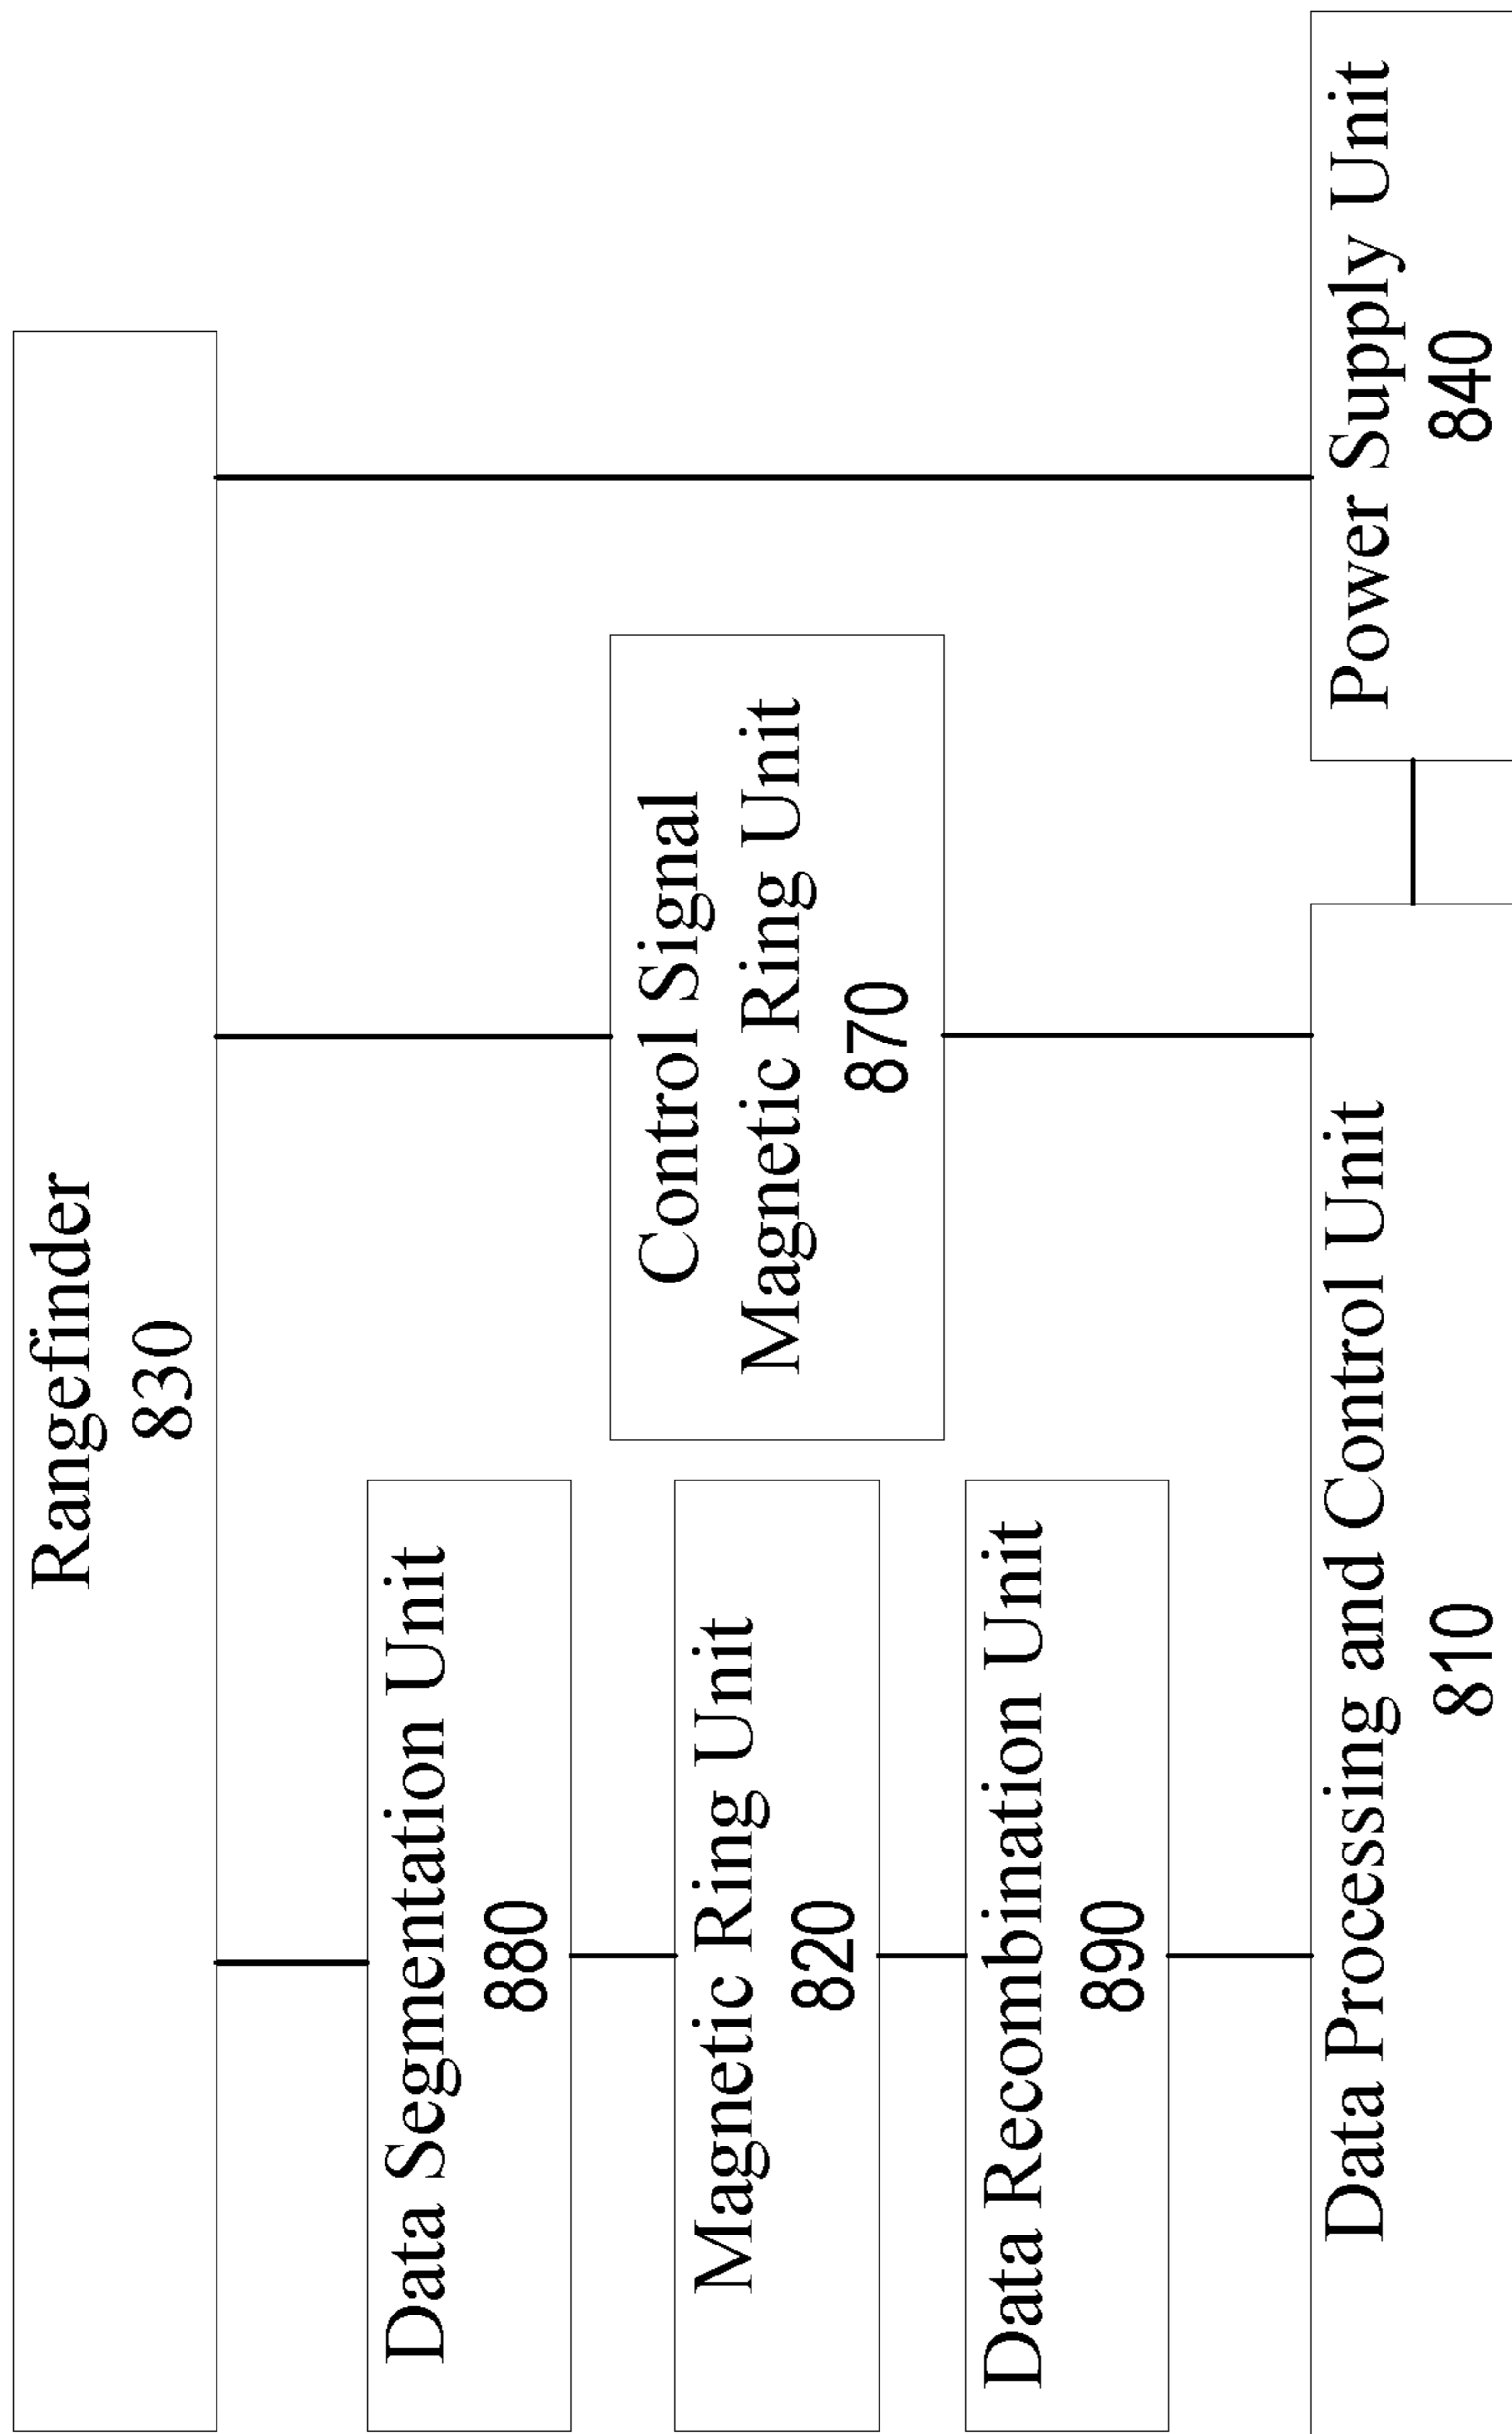 Rangefinder
830
Data Segmentation Unit
880
Control Signal
Magnetic Ring Unit
870
Magnetic Ring Unit
820
Data Recombination Unit
890
Data Processing and Control Unit
810
Power Supply Unit
840